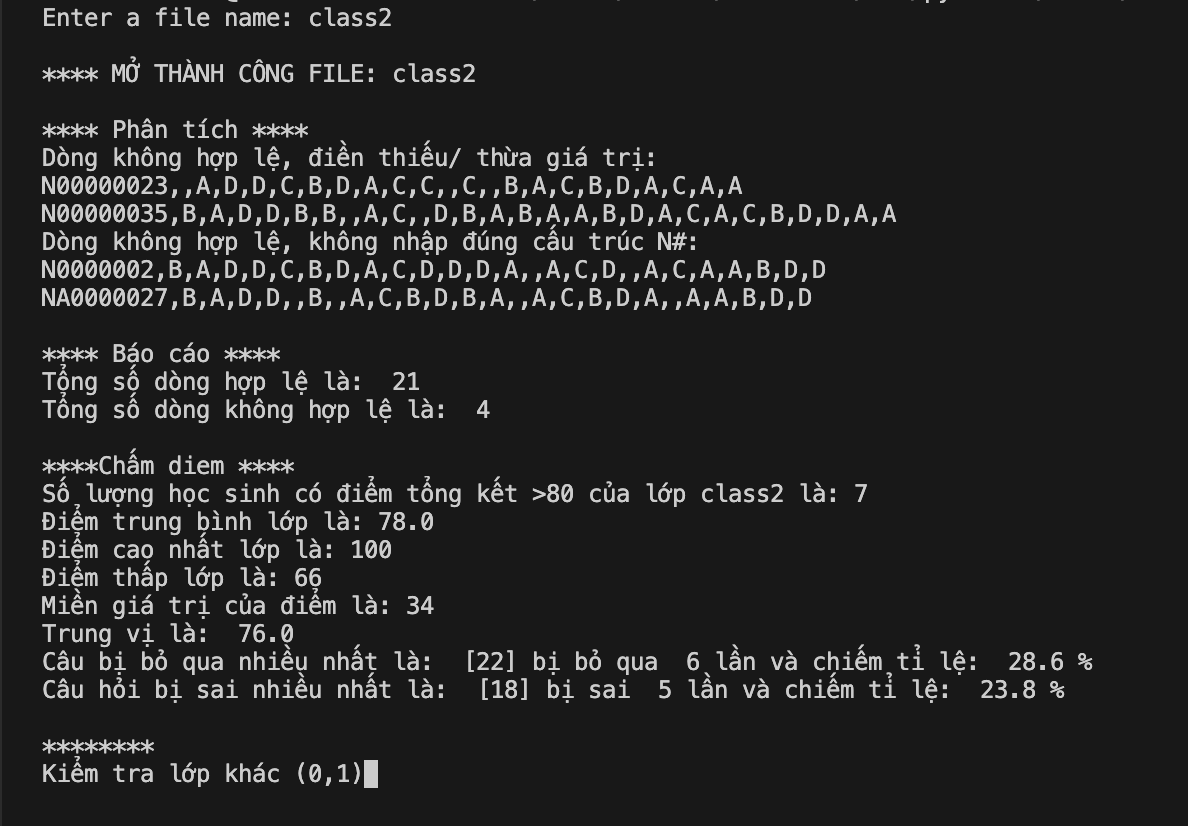 Enter a file name: class2
**** MỞ THÀNH CÔNG FILE: class2
**** Phân tích ****
Dòng không hợp lệ, điền thiếu/ thừa giá trị:
N00000023,,A,D,D,C,B,D,A,C,C,,C,,B,A,C,B,D,A,C,A,A
N00000035,B,A,D,D,B,B,,A,C,,D,B,A,B,A,A,B,D,A,C,A,C,B,D,D,A,A
Dòng không hợp lệ, không nhập đúng cấu trúc N#:
N0000002,B,A,D,D,C,B,D,A,C,D,D,D,A,,A,C,D,,A,C,A,A,B,D,D
NA0000027,B,A,D,D,,B,,A,C,B,D,B,A,,A,C,B,D,A,,A,A,B,D,D
**** Báo cáo ****
Tổng số dòng hợp lệ là:  21
Tổng số dòng không hợp lệ là:  4
****Chấm diem ****
Số lượng học sinh có điểm tổng kết >80 của lớp class2 là: 7
Điểm trung bình lớp là: 78.0
Điểm cao nhất lớp là: 100
Điểm thấp lớp là: 66
Miền giá trị của điểm là: 34
Trung vị là:  76.0
Câu bị bỏ qua nhiều nhất là:  [22] bị bỏ qua  6 lần và chiếm tỉ lệ:  28.6 %
Câu hỏi bị sai nhiều nhất là:  [18] bị sai  5 lần và chiếm tỉ lệ:  23.8 %
********
Kiểm tra lớp khác (0,1)